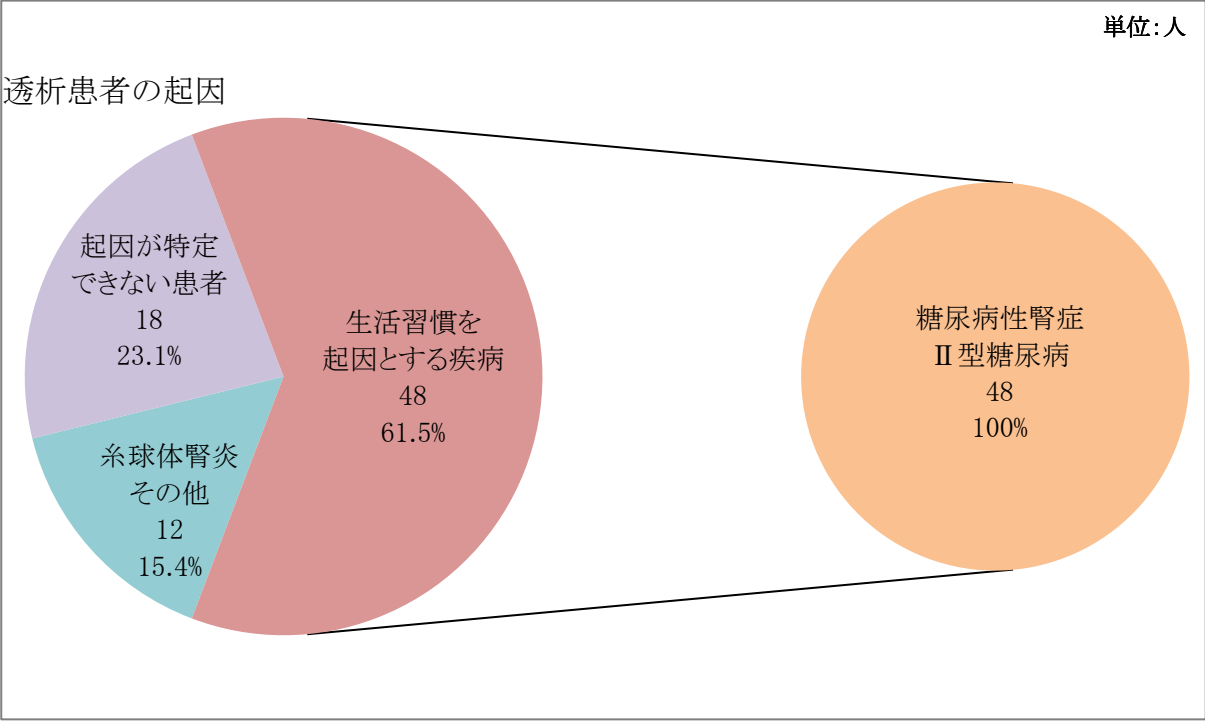 単位:人
透析患者の起因
起因が特定
できない患者
18
23.1%
糸球体腎炎
その他
12
15.4%
生活習慣を
起因とする疾病
48
61.5%
糖尿病性腎症
Ⅱ型糖尿病
48
100%